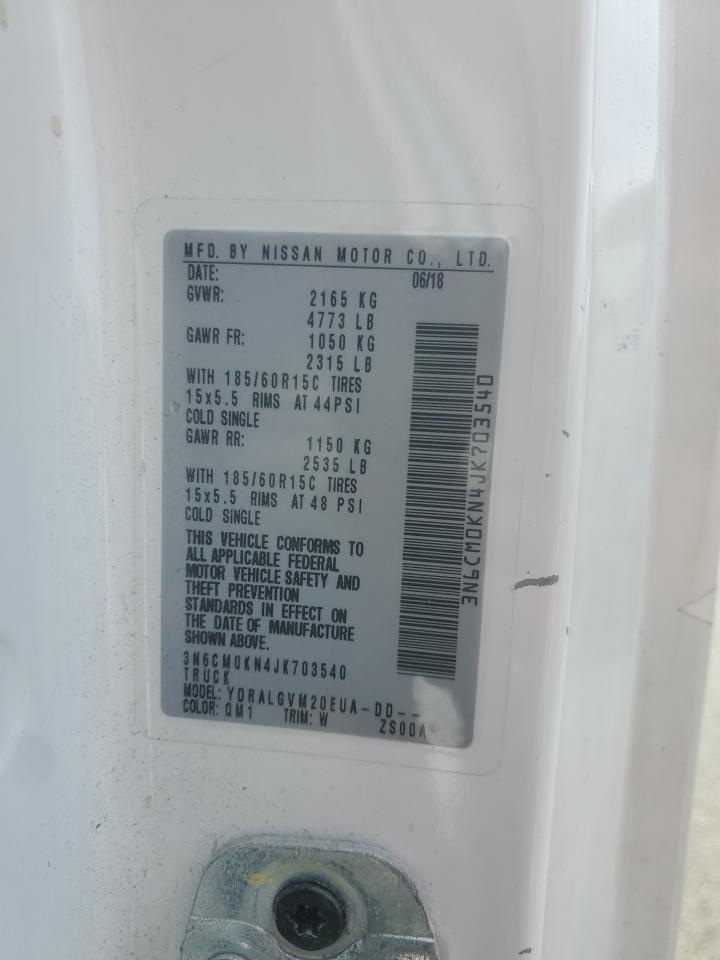 MFD. BY NISSAN MOTOR CO., LTD.
DATE: 06/18
GVWR: 2165 KG
4773 LB
GAWR FR: 1050 KG
2315 LB
WITH 185/60R15C TIRES
15x5.5 RIMS AT 44PSI
COLD SINGLE
GAWR RR: 1150 KG
2535 LB
WITH 185/60R15C TIRES
15x5.5 RIMS AT 48 PSI
COLD SINGLE
THIS VEHICLE CONFORMS TO
ALL APPLICABLE FEDERAL
MOTOR VEHICLE SAFETY AND
THEFT PREVENTION
STANDARDS IN EFFECT ON
THE DATE OF MANUFACTURE
SHOWN ABOVE.
3N6CM0KN4JK703540
TRUCK
MODEL: YDRALGVM20EUA-DD--
COLOR: QM1 TRIM: W ZS00A
3N6CM0KN4JK703540